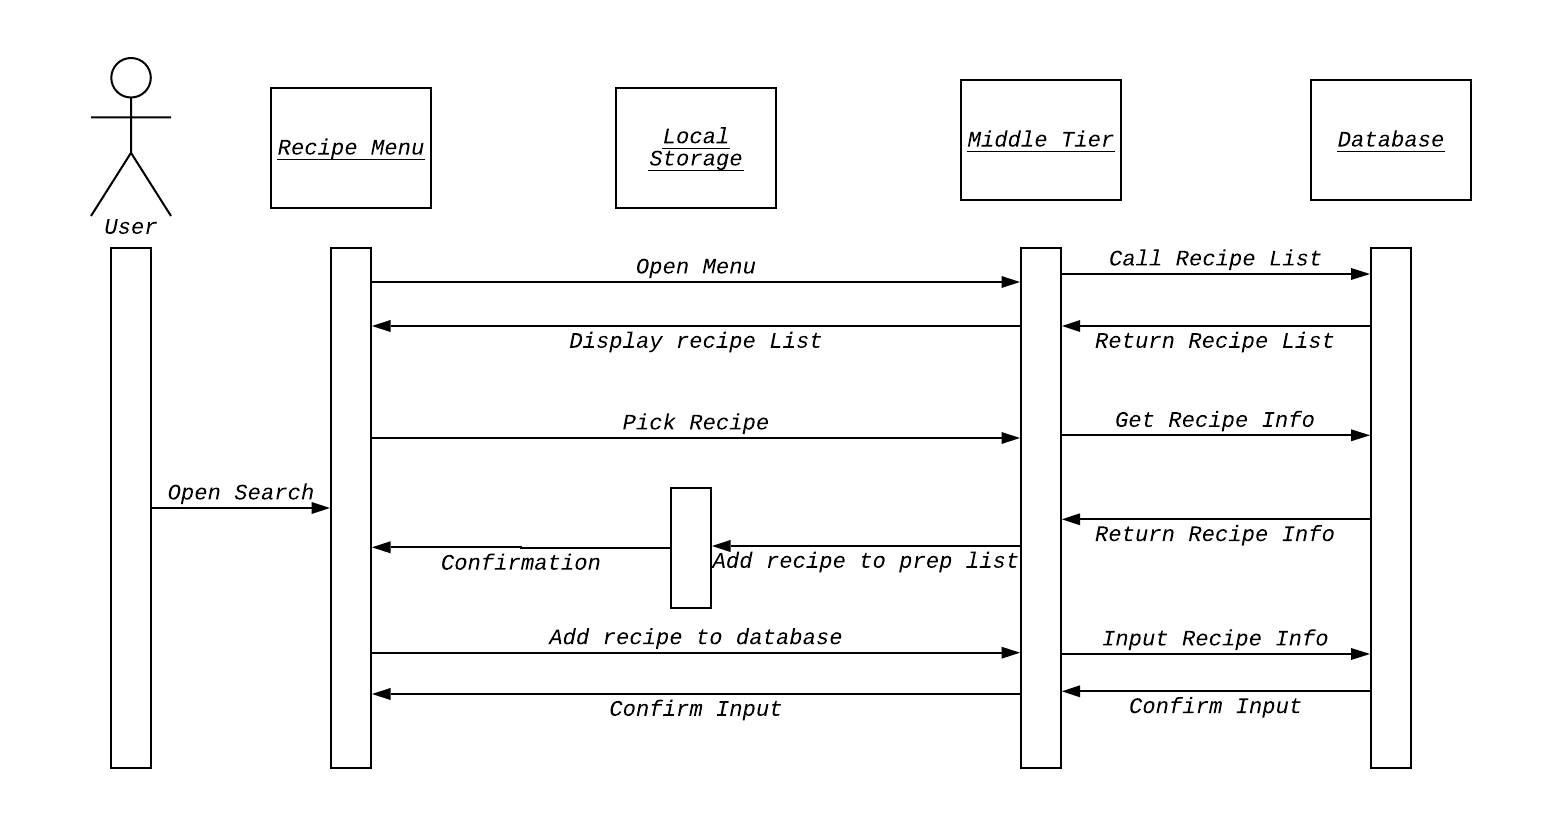 User
Recipe Menu
Local
Storage
Middle Tier
Database
Open Menu
Call Recipe List
Display recipe List
Return Recipe List
Pick Recipe
Get Recipe Info
Open Search
Return Recipe Info
Confirmation
Add recipe to prep list
Add recipe to database
Input Recipe Info
Confirm Input
Confirm Input